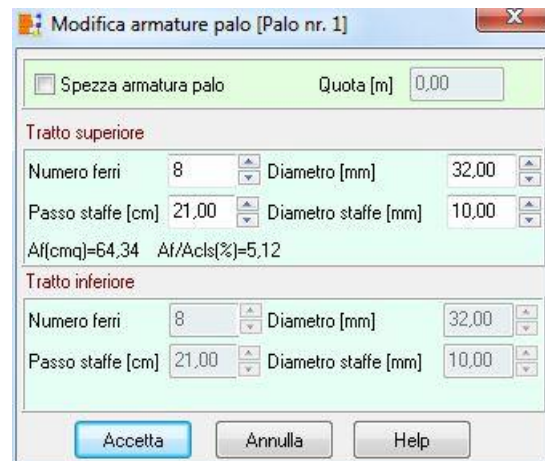 Modifica armature palo [Palo nr. 1]
Spezza armatura palo Quota [m] 0,00
Tratto superiore
Numero ferri 8 Diametro [mm] 32,00
Passo staffe [cm] 21,00 Diametro staffe [mm] 10,00
Af(cmq)=64,34 Af/Acls(%)=5,12
Tratto inferiore
Numero ferri 8 Diametro [mm] 32,00
Passo staffe [cm] 21,00 Diametro staffe [mm] 10,00
Accetta Annulla Help